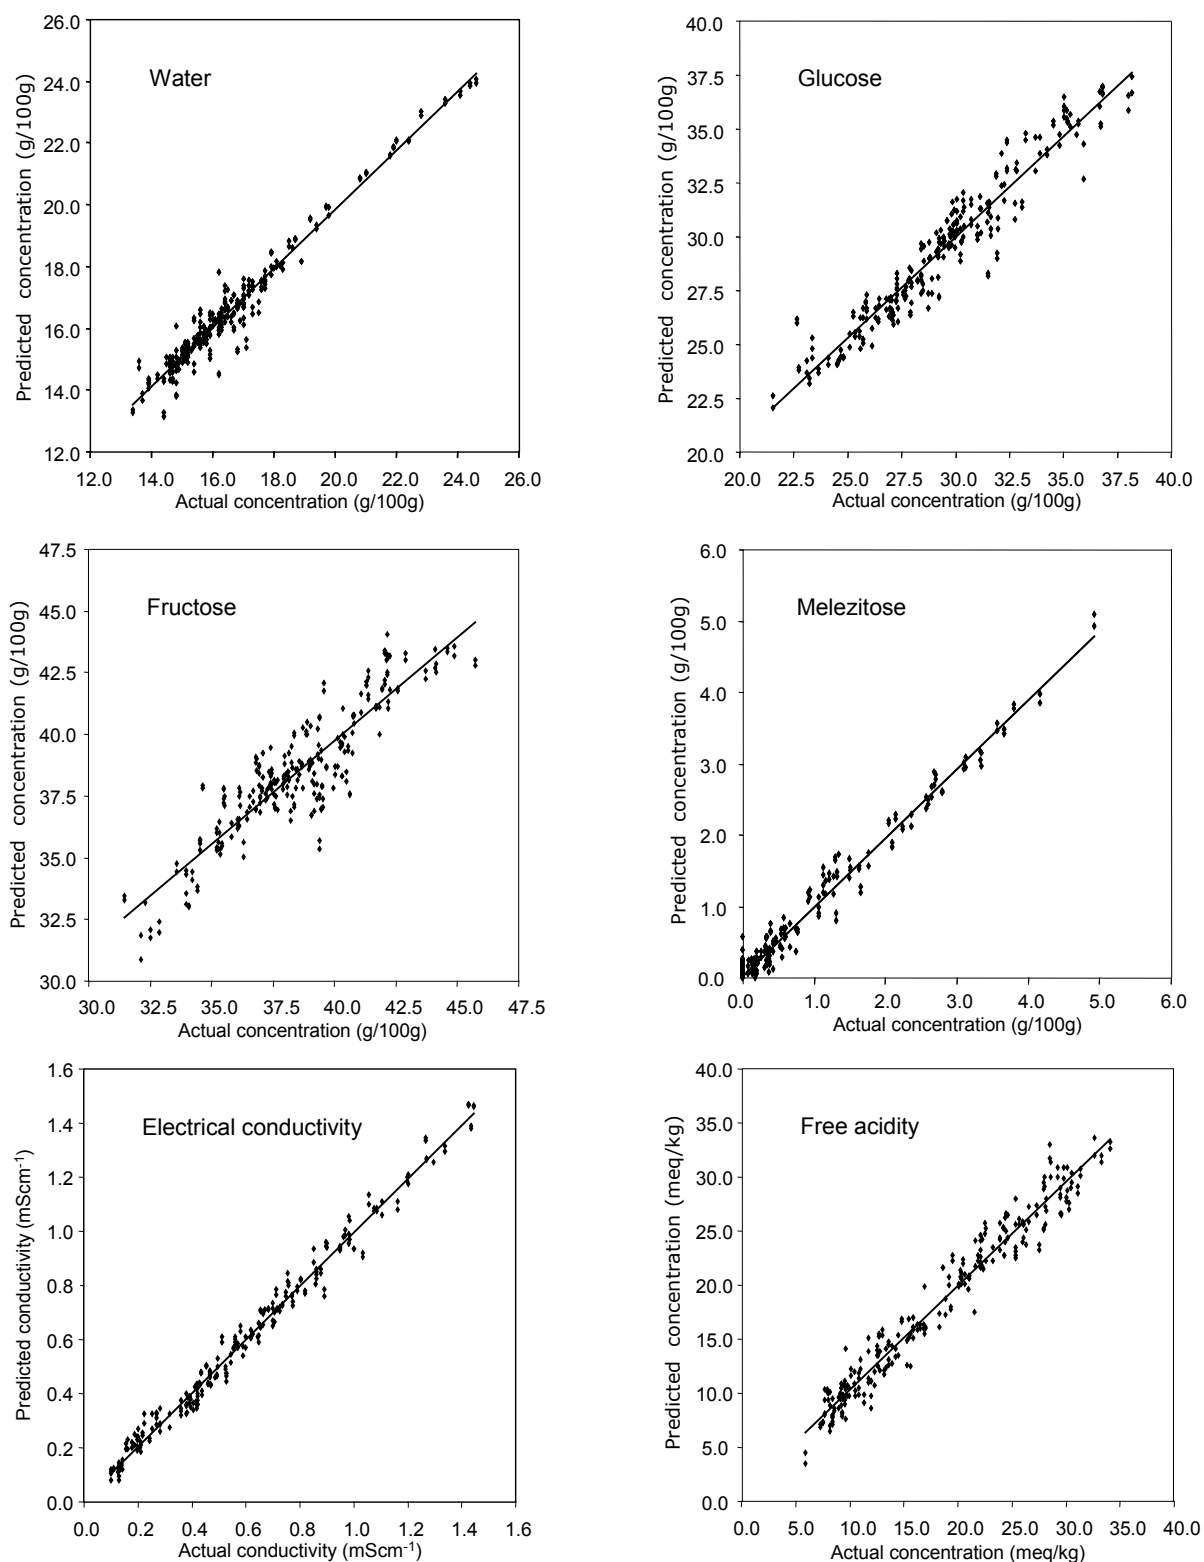 Water
Predicted concentration (g/100g)
26.0
24.0
22.0
20.0
18.0
16.0
14.0
12.0
12.0 14.0 16.0 18.0 20.0 22.0 24.0 26.0
Actual concentration (g/100g)
Glucose
Predicted concentration (g/100g)
40.0
37.5
35.0
32.5
30.0
27.5
25.0
22.5
20.0
20.0 22.5 25.0 27.5 30.0 32.5 35.0 37.5 40.0
Actual concentration (g/100g)
Fructose
Predicted concentration (g/100g)
47.5
45.0
42.5
40.0
37.5
35.0
32.5
30.0
30.0 32.5 35.0 37.5 40.0 42.5 45.0 47.5
Actual concentration (g/100g)
Melezitose
Predicted concentration (g/100g)
6.0
5.0
4.0
3.0
2.0
1.0
0.0
0.0 1.0 2.0 3.0 4.0 5.0 6.0
Actual concentration (g/100g)
Electrical conductivity
Predicted conductivity (mScm⁻¹)
1.6
1.4
1.2
1.0
0.8
0.6
0.4
0.2
0.0
0.0 0.2 0.4 0.6 0.8 1.0 1.2 1.4 1.6
Actual conductivity (mScm⁻¹)
Free acidity
Predicted concentration (meq/kg)
40.0
35.0
30.0
25.0
20.0
15.0
10.0
5.0
0.0
0.0 5.0 10.0 15.0 20.0 25.0 30.0 35.0 40.0
Actual concentration (meq/kg)